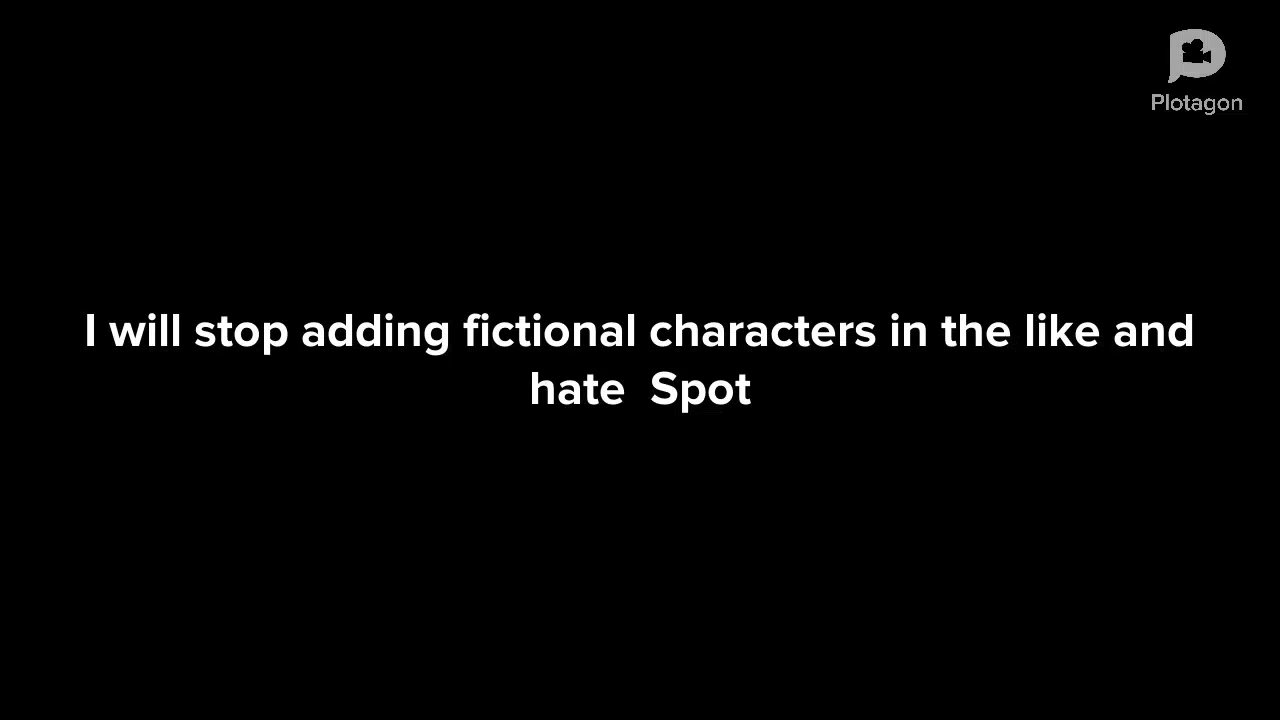 Plotagon
I will stop adding fictional characters in the like and
hate  Spot